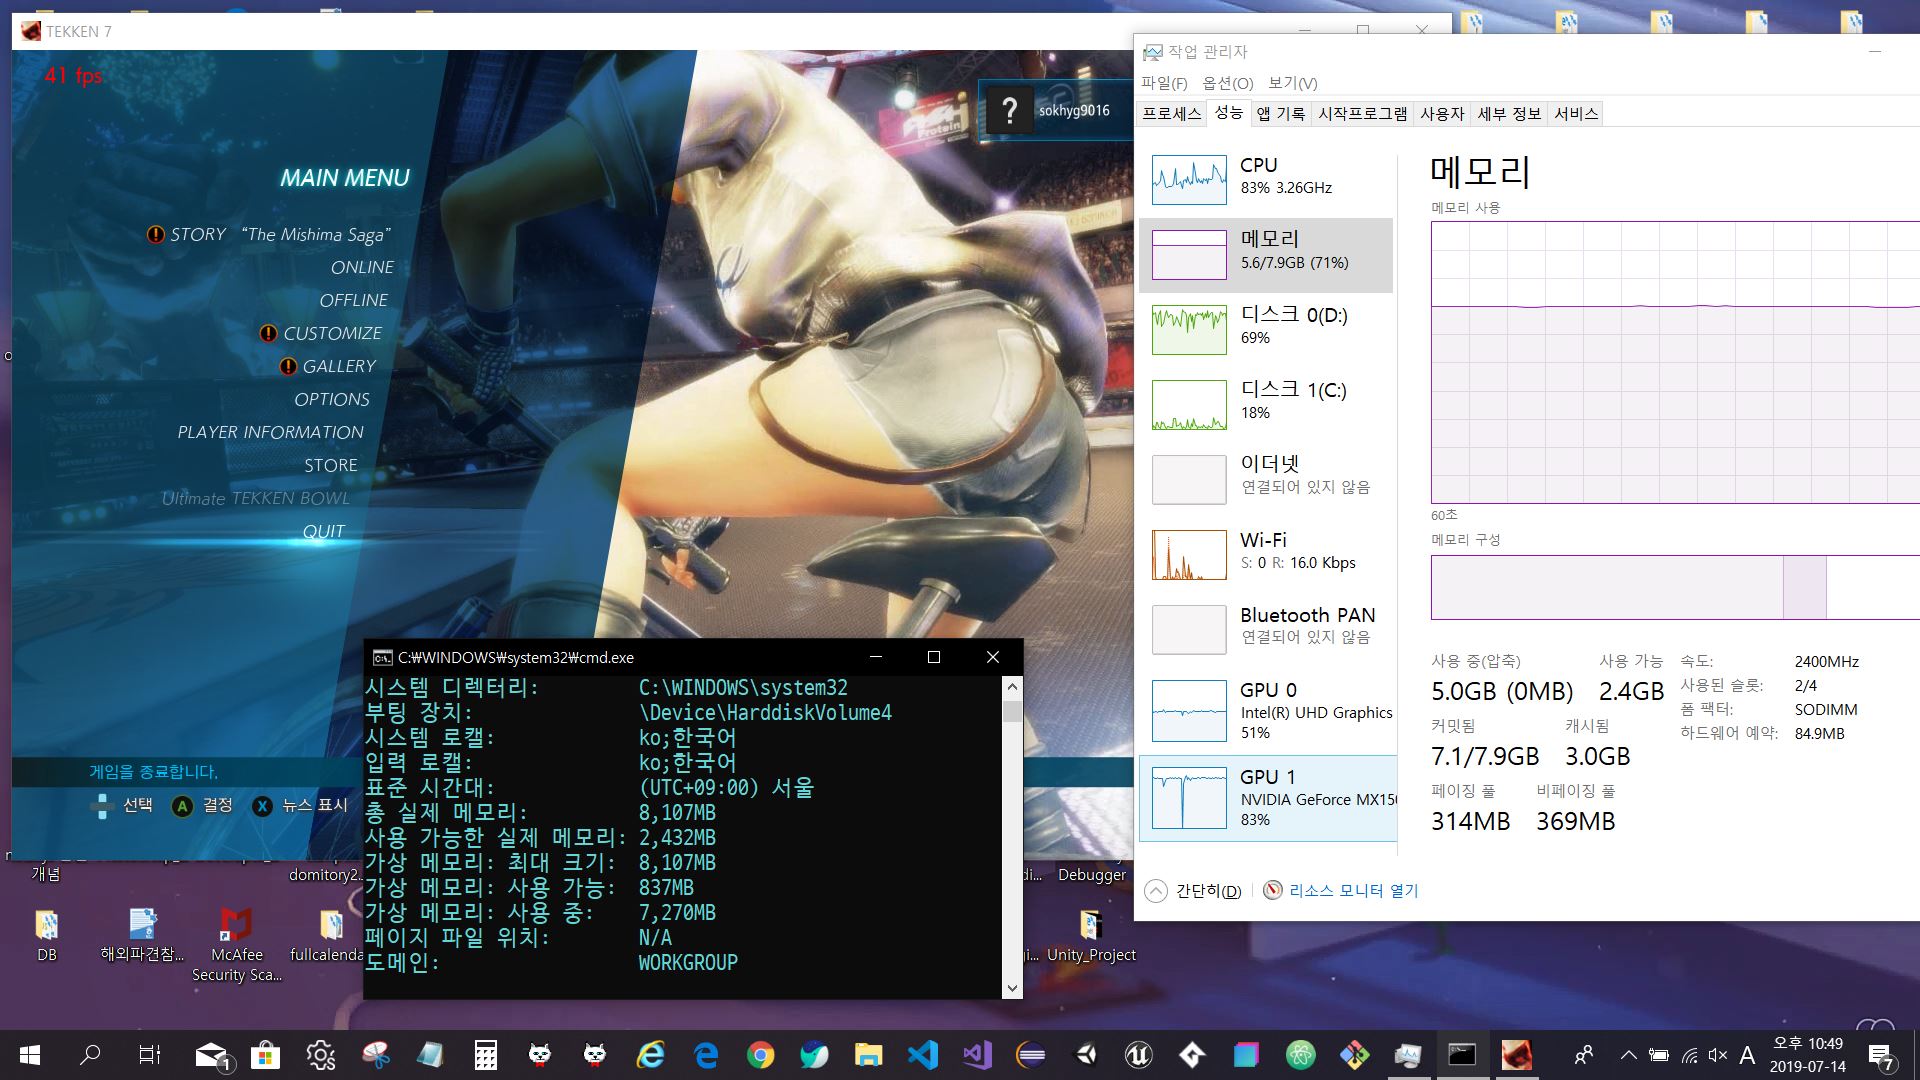 TEKKEN 7
41 fps
sokhyg9016
MAIN MENU
STORY “The Mishima Saga”
ONLINE
OFFLINE
CUSTOMIZE
GALLERY
OPTIONS
PLAYER INFORMATION
STORE
Ultimate TEKKEN BOWL
QUIT
게임을 종료합니다.
선택 A 결정 X 뉴스 표시
작업 관리자
파일(F) 옵션(O) 보기(V)
프로세스 성능 앱 기록 시작프로그램 사용자 세부 정보 서비스
CPU
83% 3.26GHz
메모리
5.6/7.9GB (71%)
디스크 0(D:)
69%
디스크 1(C:)
18%
이더넷
연결되어 있지 않음
Wi-Fi
S: 0 R: 16.0 Kbps
Bluetooth PAN
연결되어 있지 않음
GPU 0
Intel(R) UHD Graphics
51%
GPU 1
NVIDIA GeForce MX150
83%
메모리
메모리 사용
60초
메모리 구성
사용 중(압축) 사용 가능
5.0GB (0MB) 2.4GB
커밋됨 캐시됨
7.1/7.9GB 3.0GB
페이징 풀 비페이징 풀
314MB 369MB
속도: 2400MHz
사용된 슬롯: 2/4
폼 팩터: SODIMM
하드웨어 예약: 84.9MB
간단히(D) 리소스 모니터 열기
C:₩WINDOWS₩system32₩cmd.exe
시스템 디렉터리: C:\WINDOWS\system32
부팅 장치: \Device\HarddiskVolume4
시스템 로캘: ko;한국어
입력 로캘: ko;한국어
표준 시간대: (UTC+09:00) 서울
총 실제 메모리: 8,107MB
사용 가능한 실제 메모리: 2,432MB
가상 메모리: 최대 크기: 8,107MB
가상 메모리: 사용 가능: 837MB
가상 메모리: 사용 중: 7,270MB
페이지 파일 위치: N/A
도메인: WORKGROUP
개념
domitory2...
Debugger
DB
해외파견참...
McAfee
Security Sca...
fullcalenda
Unity_Project
오후 10:49
2019-07-14
A
1
7